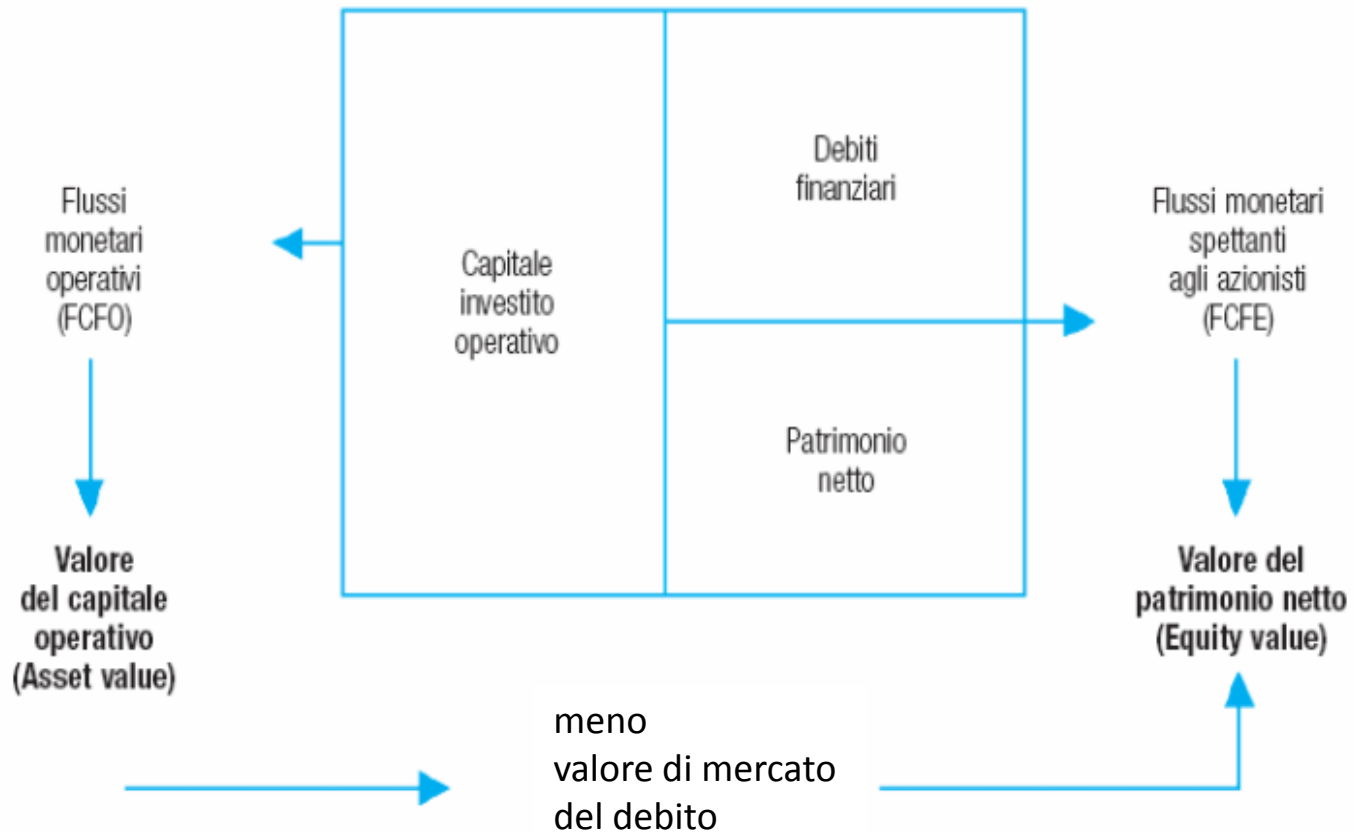 Flussi
monetari
operativi
(FCFO)
Valore
del capitale
operativo
(Asset value)
Capitale
investito
operativo
Debiti
finanziari
Patrimonio
netto
Flussi monetari
spettanti
agli azionisti
(FCFE)
Valore del
patrimonio netto
(Equity value)
meno
valore di mercato
del debito